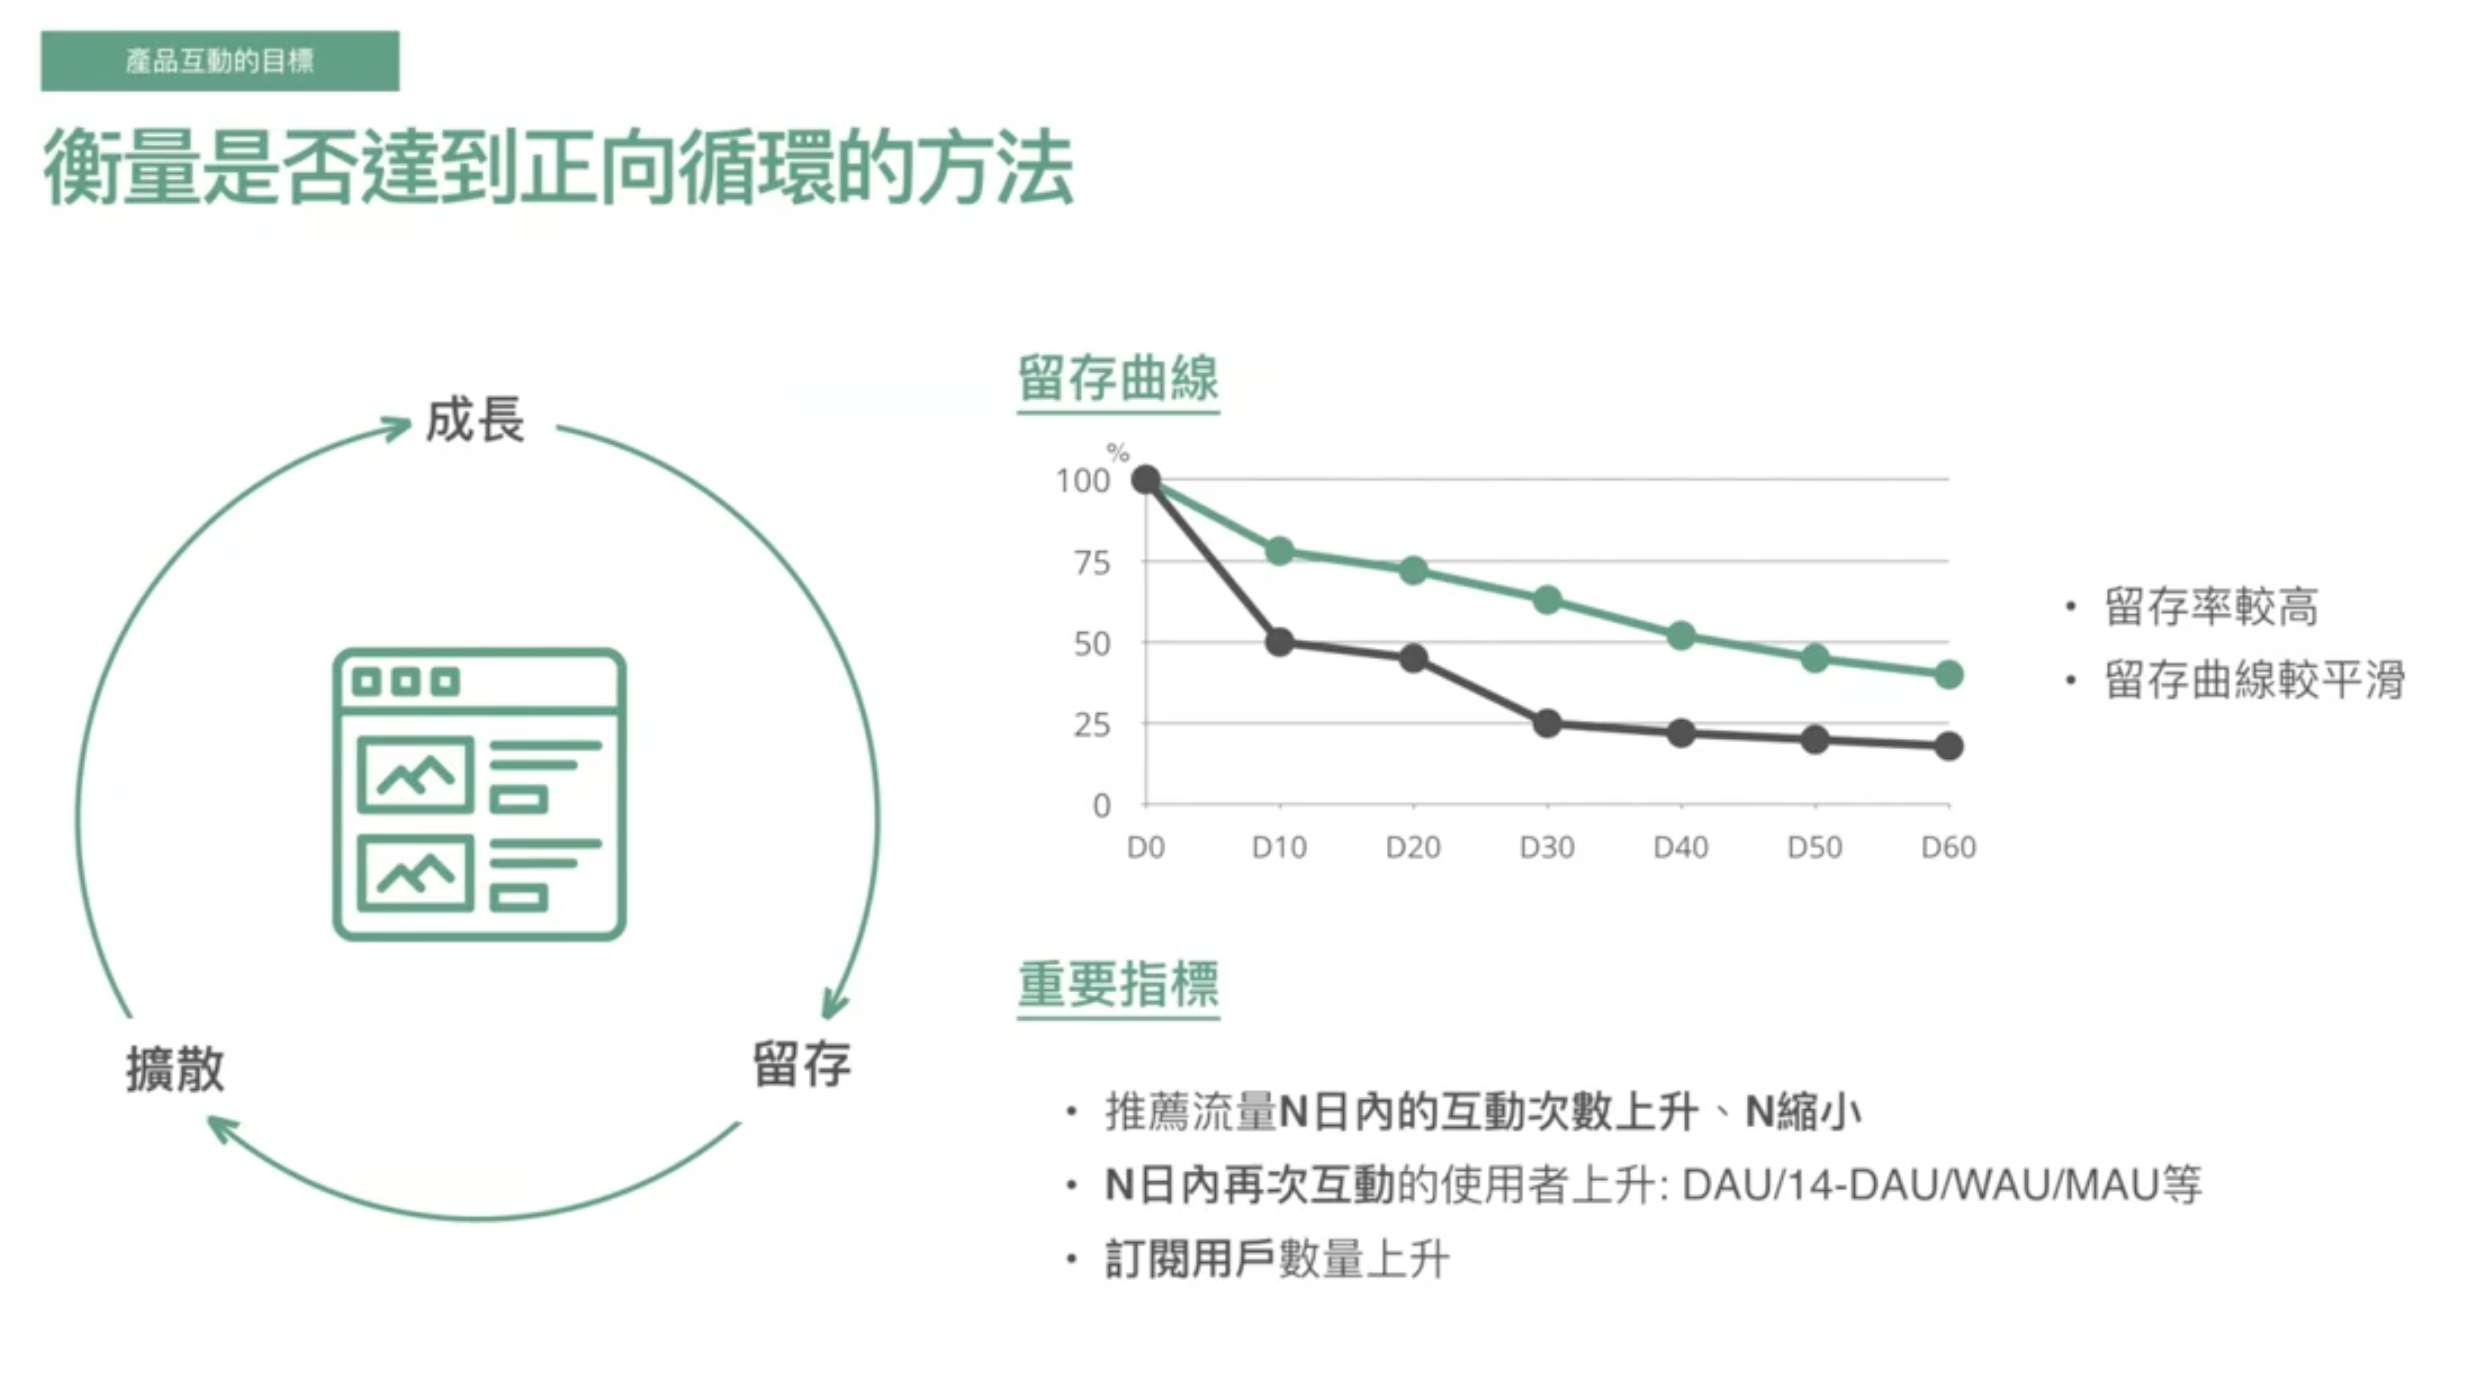 產品互動的目標
衡量是否達到正向循環的方法
成長
留存
擴散
留存曲線
%
100
75
50
25
0
D0 D10 D20 D30 D40 D50 D60
• 留存率較高
• 留存曲線較平滑
重要指標
• 推薦流量N日內的互動次數上升、N縮小
• N日內再次互動的使用者上升: DAU/14-DAU/WAU/MAU等
• 訂閱用戶數量上升